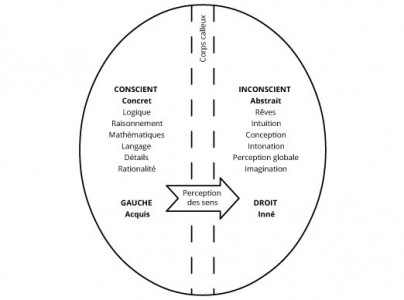 Corps calleux
CONSCIENT
Concret
Logique
Raisonnement
Mathématiques
Langage
Détails
Rationalité
GAUCHE
Acquis
Perception
des sens
INCONSCIENT
Abstrait
Rêves
Intuition
Conception
Intonation
Perception globale
Imagination
DROIT
Inné